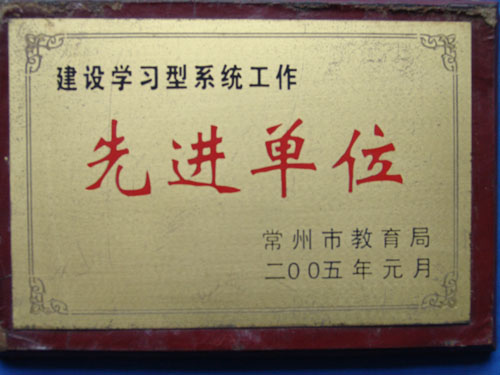 建设学习型系统工作
先进单位
常州市教育局
二00五年元月